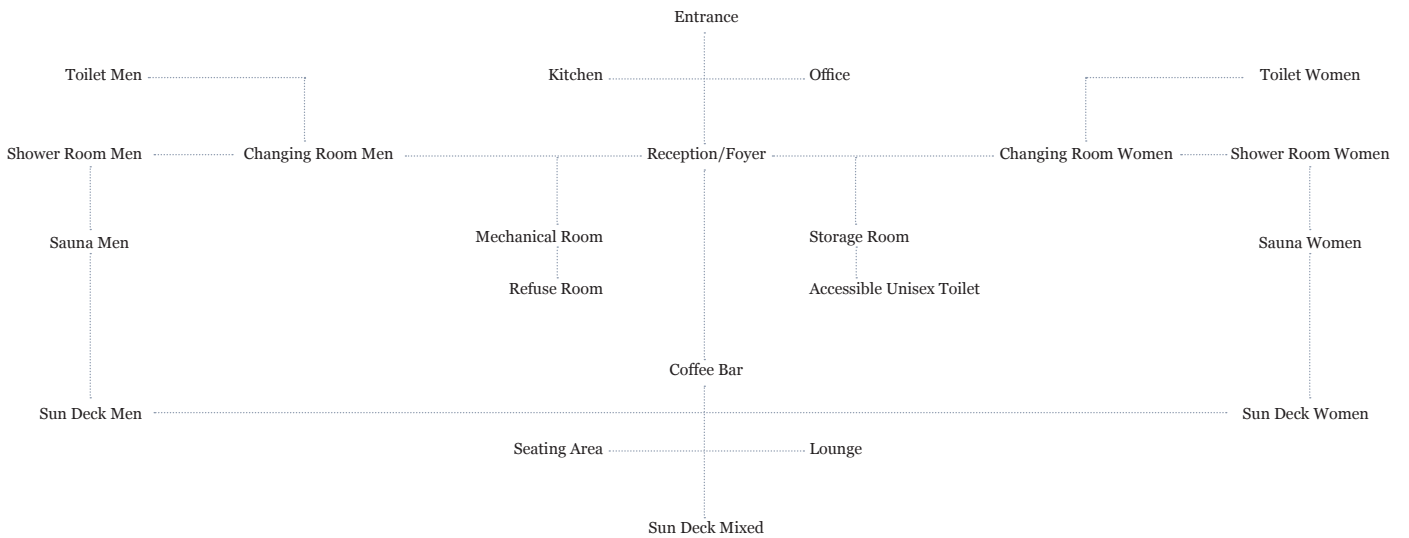 Entrance
Toilet Men
Kitchen
Office
Toilet Women
Shower Room Men
Changing Room Men
Reception/Foyer
Changing Room Women
Shower Room Women
Mechanical Room
Storage Room
Sauna Men
Sauna Women
Refuse Room
Accessible Unisex Toilet
Coffee Bar
Sun Deck Men
Sun Deck Women
Seating Area
Lounge
Sun Deck Mixed